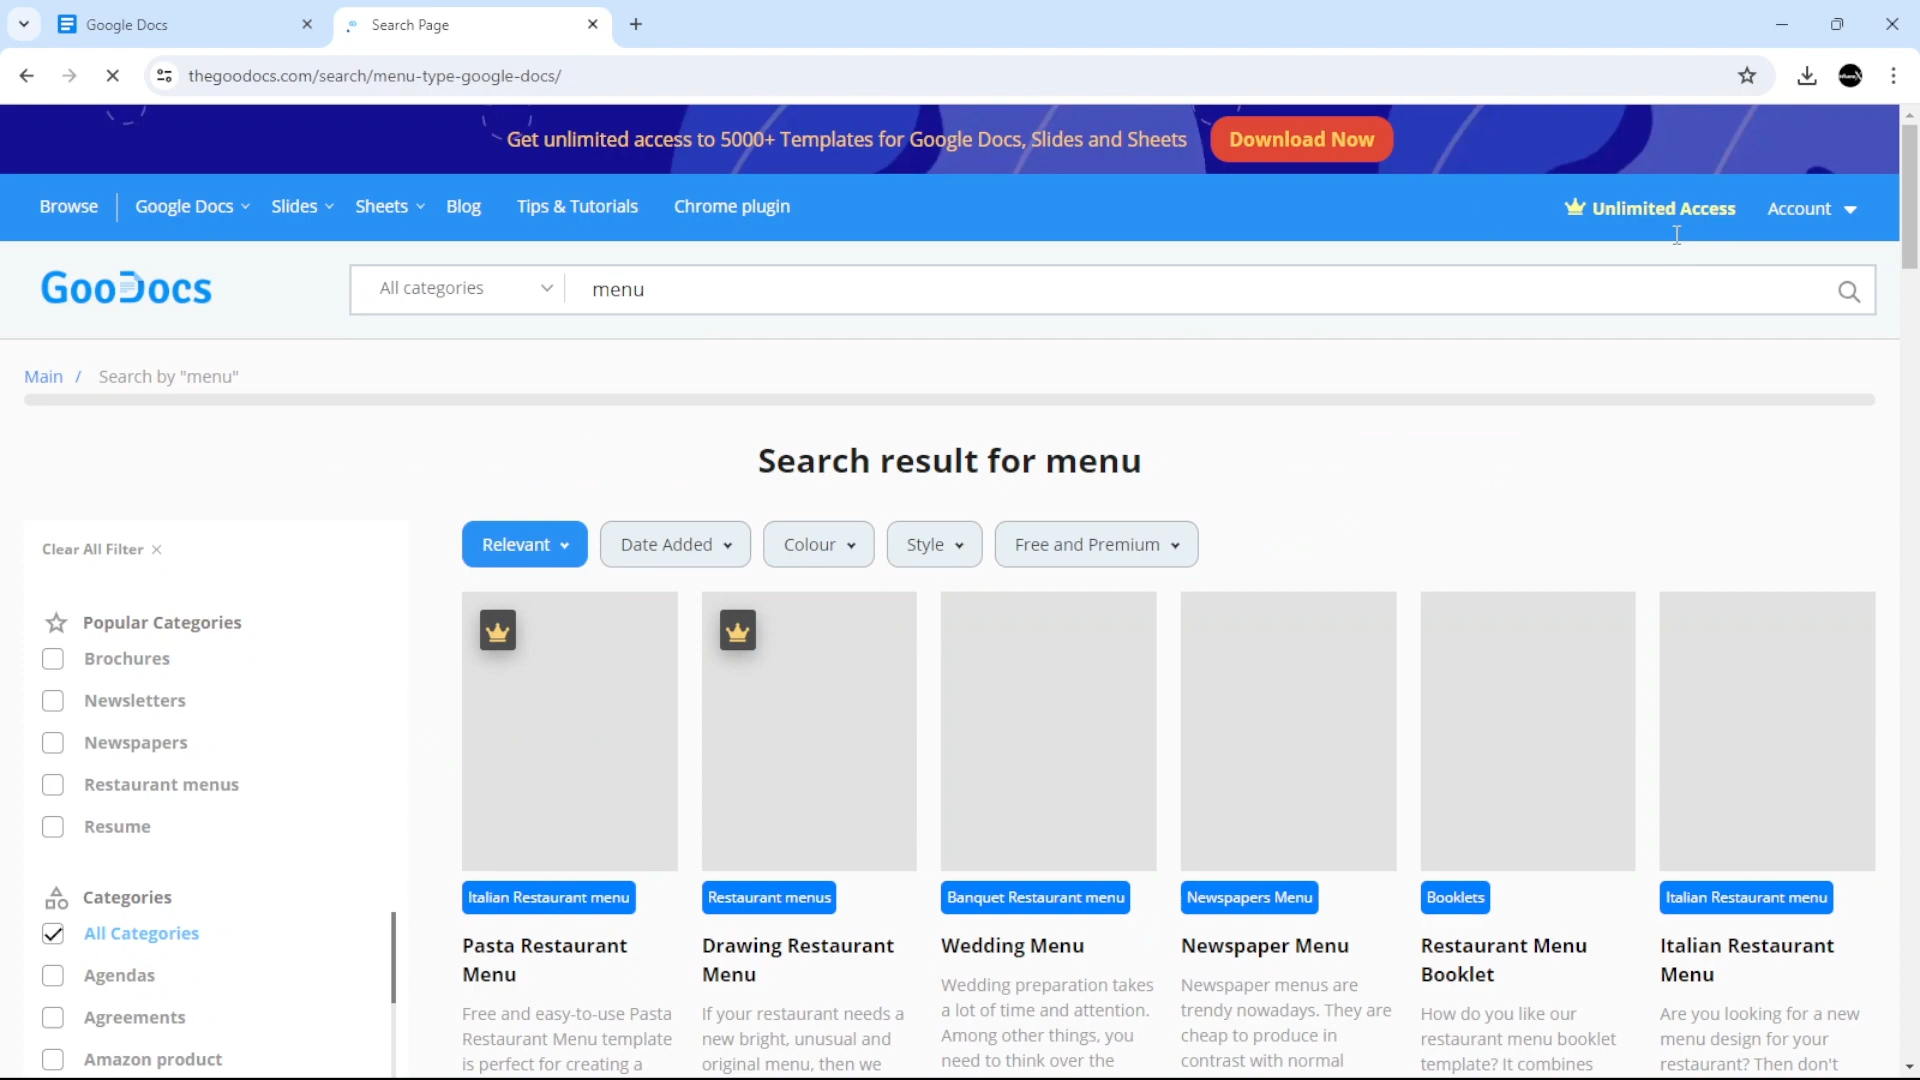 Google Docs
Search Page
thegoodocs.com/search/menu-type-google-docs/
Get unlimited access to 5000+ Templates for Google Docs, Slides and Sheets
Download Now
Browse
Google Docs
Slides
Sheets
Blog
Tips & Tutorials
Chrome plugin
Unlimited Access
Account
GooDocs
All categories
menu
Main / Search by "menu"
Search result for menu
Clear All Filter
Relevant
Date Added
Colour
Style
Free and Premium
Popular Categories
Brochures
Newsletters
Newspapers
Restaurant menus
Resume
Categories
All Categories
Agendas
Agreements
Amazon product
Italian Restaurant menu
Pasta Restaurant
Menu
Free and easy-to-use Pasta
Restaurant Menu template
is perfect for creating a
Restaurant menus
Drawing Restaurant
Menu
If your restaurant needs a
new bright, unusual and
original menu, then we
Banquet Restaurant menu
Wedding Menu
Wedding preparation takes
a lot of time and attention.
Among other things, you
need to think over the
Newspapers Menu
Newspaper Menu
Newspaper menus are
trendy nowadays. They are
cheap to produce in
contrast with normal
Booklets
Restaurant Menu
Booklet
How do you like our
restaurant menu booklet
template? It combines
Italian Restaurant menu
Italian Restaurant
Menu
Are you looking for a new
menu design for your
restaurant? Then don't